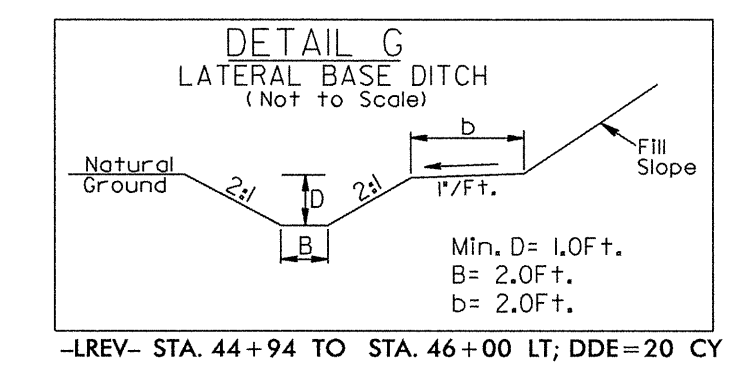 DETAIL G
LATERAL BASE DITCH
(Not to Scale)
b
Natural
Ground
2:1
D
2:1
1"/Ft.
Fill
Slope
B
Min. D= 1.0Ft.
B= 2.0Ft.
b= 2.0Ft.
–LREV– STA. 44+94 TO STA. 46+00 LT; DDE=20 CY